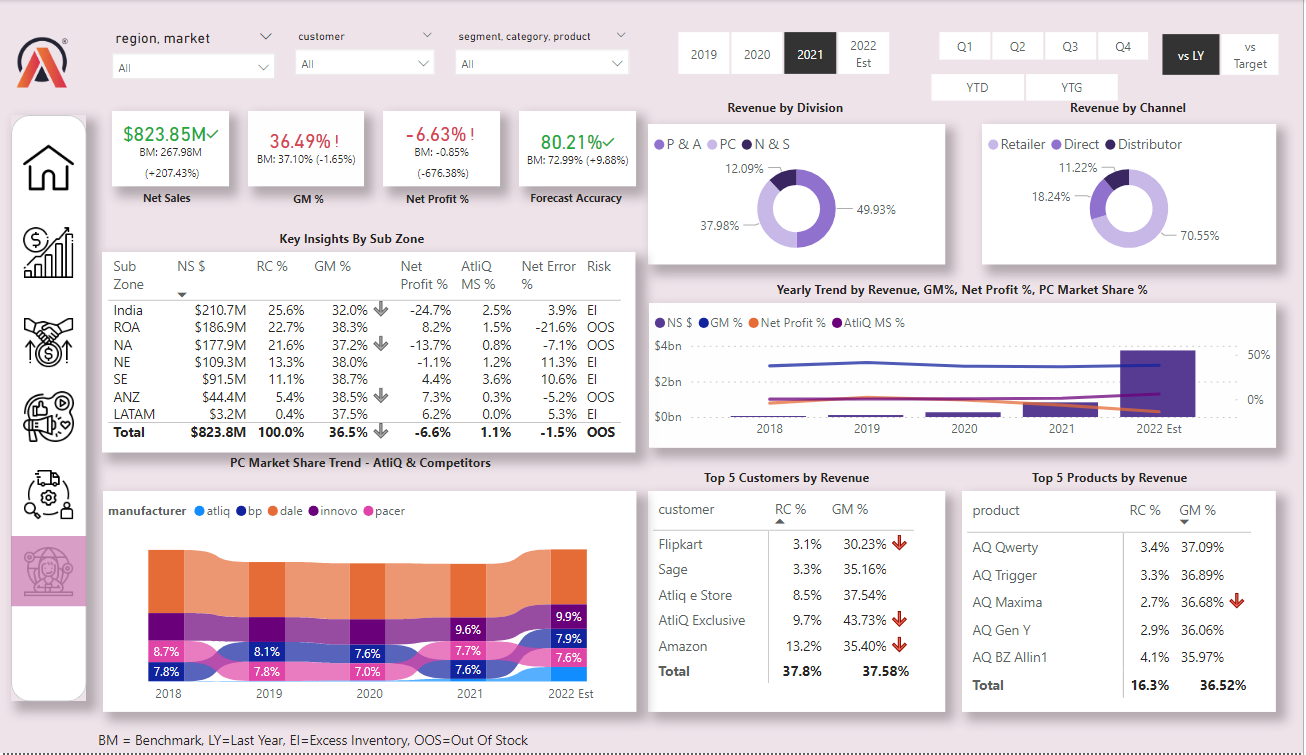 region, market
All
customer
All
segment, category, product
All
2019
2020
2021
2022
Est
Q1
Q2
Q3
Q4
YTD
YTG
vs LY
vs
Target
$823.85M
BM: 267.98M
(+207.43%)
Net Sales
36.49% !
BM: 37.10% (-1.65%)
GM %
-6.63% !
BM: -0.85%
(-676.38%)
Net Profit %
80.21%
BM: 72.99% (+9.88%)
Forecast Accuracy
Revenue by Division
P & A PC N & S
12.09%
49.93%
37.98%
Revenue by Channel
Retailer Direct Distributor
11.22%
18.24%
70.55%
Key Insights By Sub Zone
Sub
Zone NS $ RC % GM % Net
Profit % AtliQ
MS % Net Error
% Risk
India $210.7M 25.6% 32.0% -24.7% 2.5% 3.9% EI
ROA $186.9M 22.7% 38.3% 8.2% 1.5% -21.6% OOS
NA $177.9M 21.6% 37.2% -13.7% 0.8% -7.1% OOS
NE $109.3M 13.3% 38.0% -1.1% 1.2% 11.3% EI
SE $91.5M 11.1% 38.7% 4.4% 3.6% 10.6% EI
ANZ $44.4M 5.4% 38.5% 7.3% 0.3% -5.2% OOS
LATAM $3.2M 0.4% 37.5% 6.2% 0.0% 5.3% EI
Total $823.8M 100.0% 36.5% -6.6% 1.1% -1.5% OOS
Yearly Trend by Revenue, GM%, Net Profit %, PC Market Share %
NS $ GM % Net Profit % AtliQ MS %
$4bn
$2bn
$0bn
50%
0%
2018 2019 2020 2021 2022 Est
PC Market Share Trend - AtliQ & Competitors
manufacturer atliq bp dale innovo pacer
8.7%
7.8%
8.1%
7.8%
7.6%
7.0%
9.6%
7.7%
7.6%
9.9%
7.9%
7.6%
2018 2019 2020 2021 2022 Est
Top 5 Customers by Revenue
customer RC % GM %
Flipkart 3.1% 30.23%
Sage 3.3% 35.16%
Atliq e Store 8.5% 37.54%
AtliQ Exclusive 9.7% 43.73%
Amazon 13.2% 35.40%
Total 37.8% 37.58%
Top 5 Products by Revenue
product RC % GM %
AQ Qwerty 3.4% 37.09%
AQ Trigger 3.3% 36.89%
AQ Maxima 2.7% 36.68%
AQ Gen Y 2.9% 36.06%
AQ BZ Allin1 4.1% 35.97%
Total 16.3% 36.52%
BM = Benchmark, LY=Last Year, EI=Excess Inventory, OOS=Out Of Stock